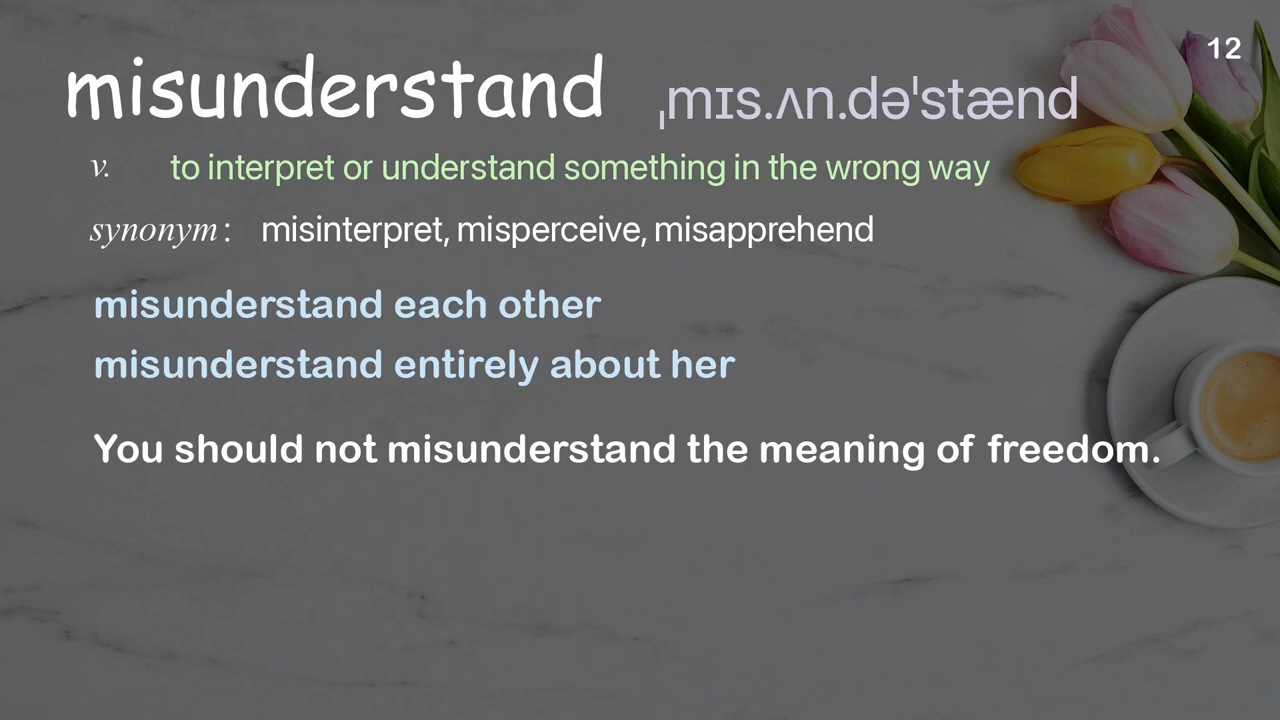 12
misunderstand ˌmɪs.ʌn.dəˈstænd
v. to interpret or understand something in the wrong way
synonym: misinterpret, misperceive, misapprehend
misunderstand each other
misunderstand entirely about her
You should not misunderstand the meaning of freedom.